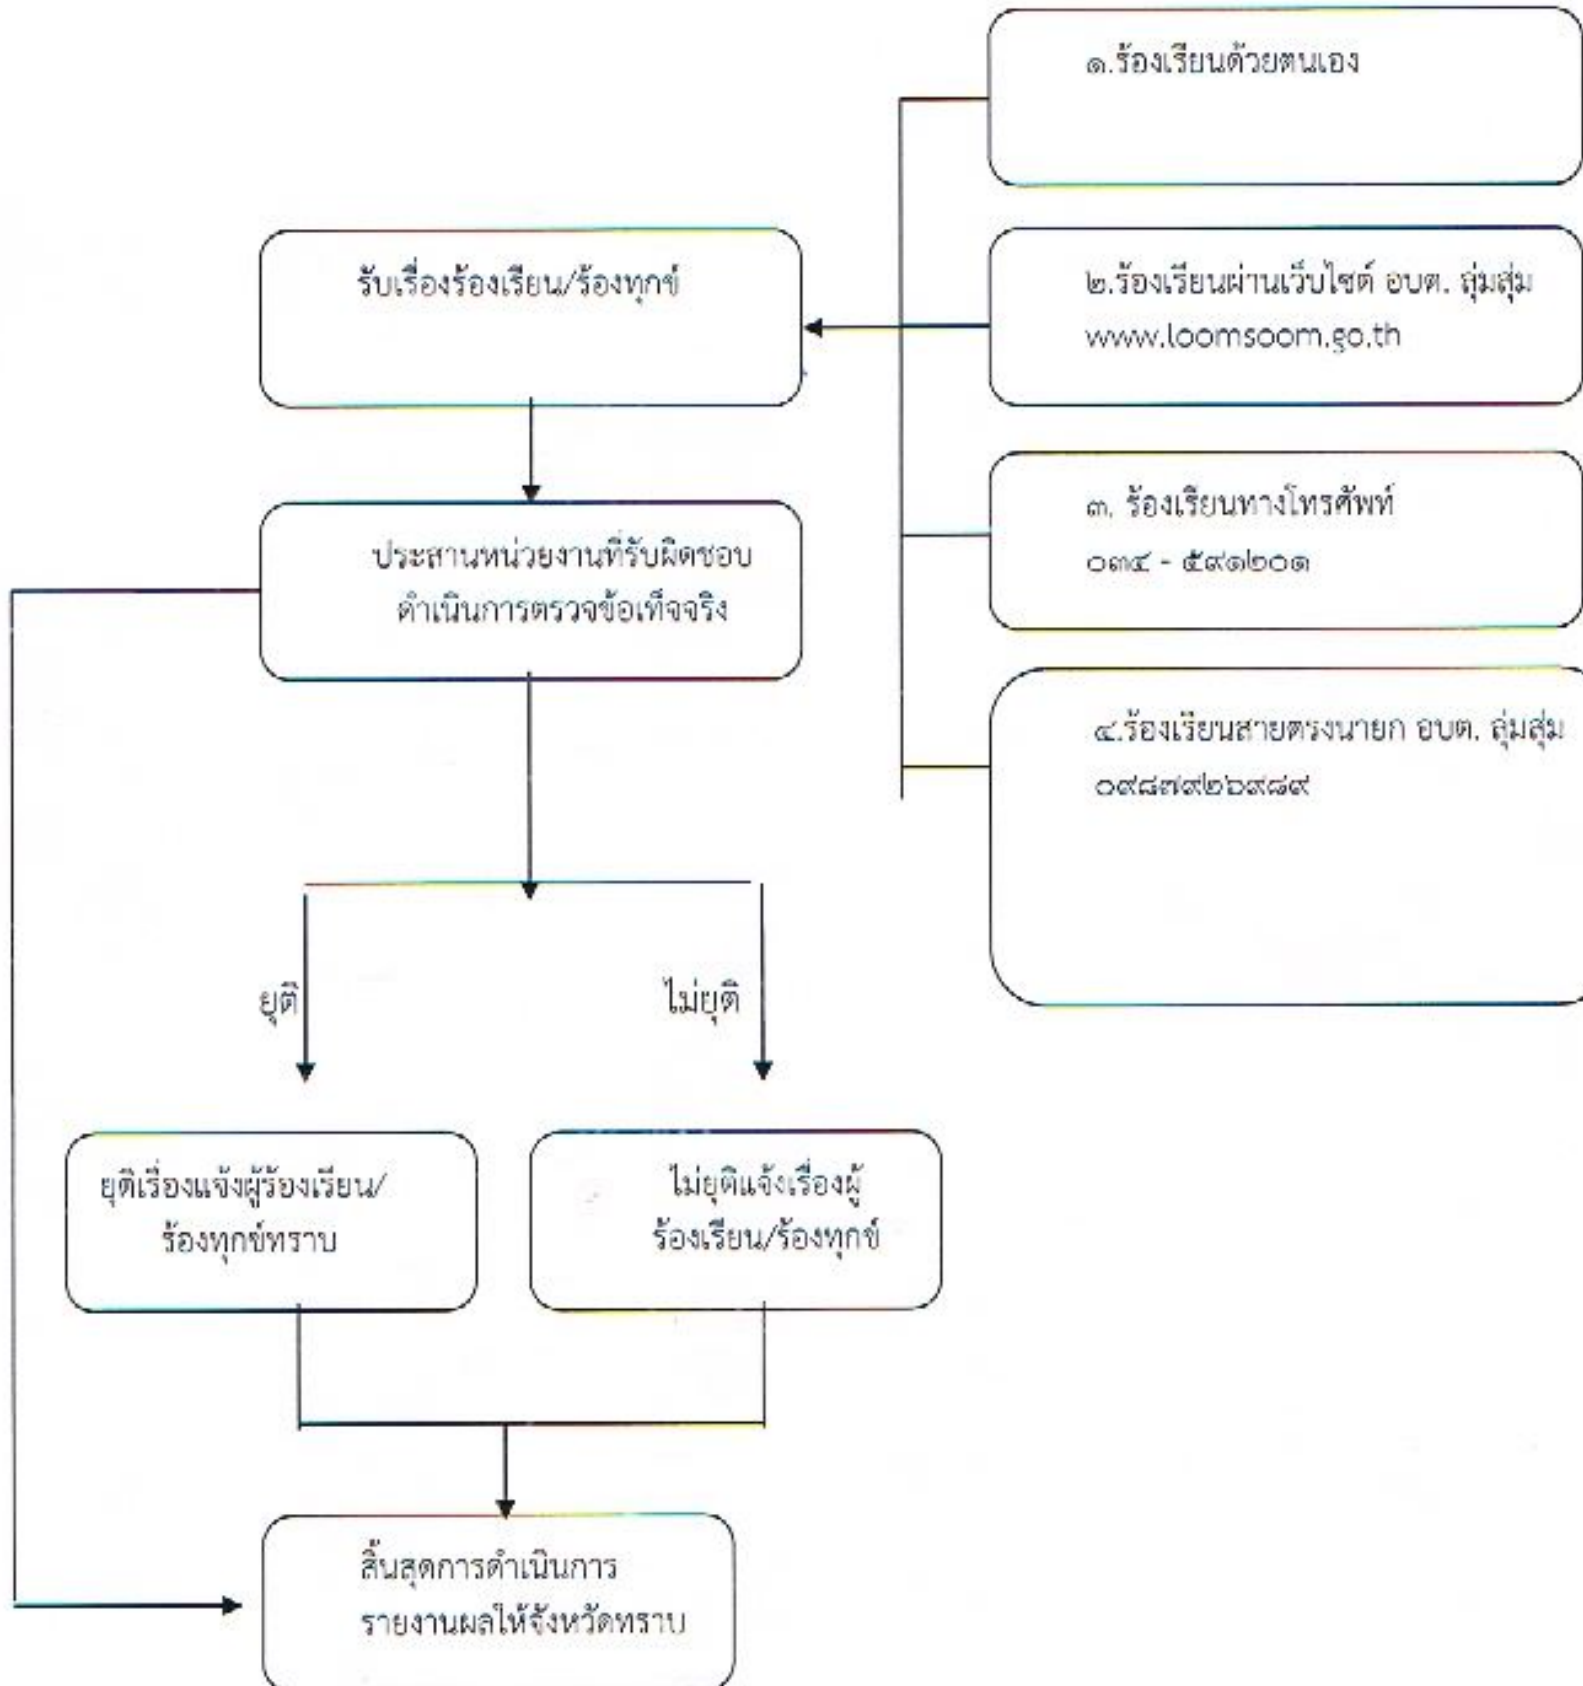 ๑.ร้องเรียนด้วยตนเอง
รับเรื่องร้องเรียน/ร้องทุกข์
๒.ร้องเรียนผ่านเว็บไซต์ อบต. ลุ่มสุ่ม
www.loomsoom.go.th
๓. ร้องเรียนทางโทรศัพท์
๐๓๔ - ๕๙๑๒๐๑
ประสานหน่วยงานที่รับผิดชอบ
ดำเนินการตรวจข้อเท็จจริง
๔.ร้องเรียนสายตรงนายก อบต. ลุ่มสุ่ม
๐๙๘๗๙๒๖๙๘๙
ยุติ
ไม่ยุติ
ยุติเรื่องแจ้งผู้ร้องเรียน/
ร้องทุกข์ทราบ
ไม่ยุติแจ้งเรื่องผู้
ร้องเรียน/ร้องทุกข์
สิ้นสุดการดำเนินการ
รายงานผลให้จังหวัดทราบ